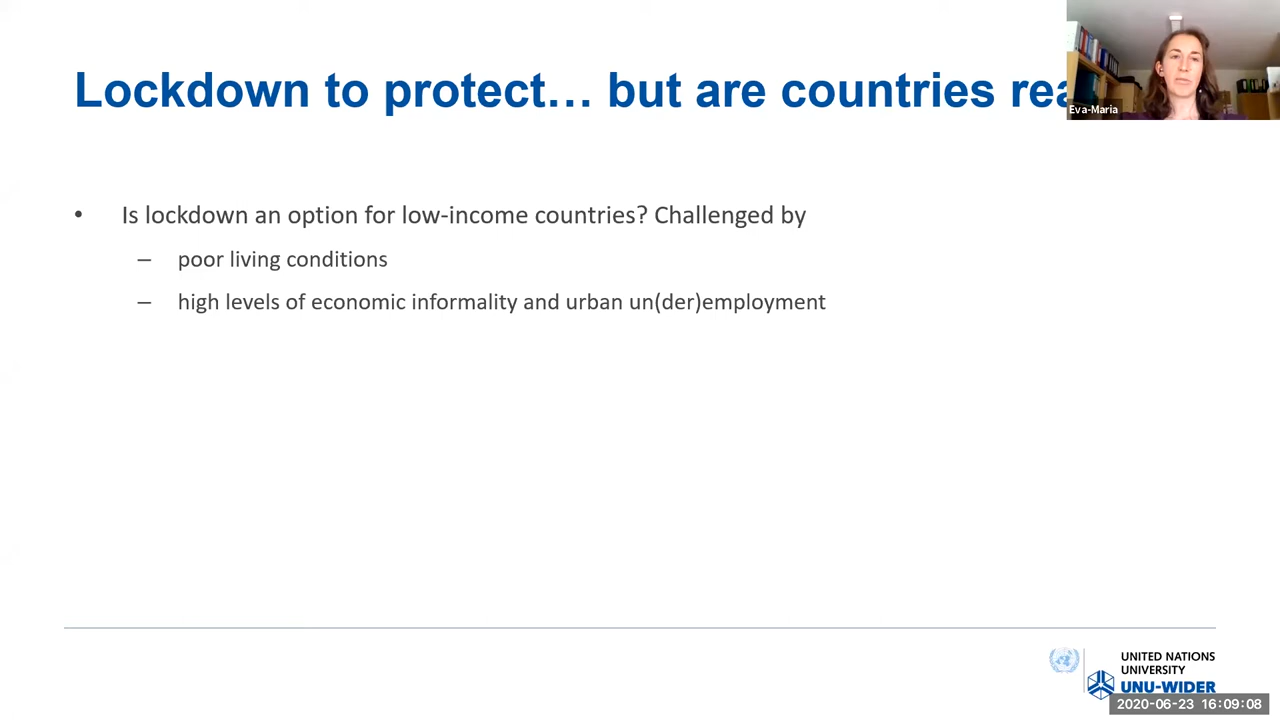 Lockdown to protect… but are countries
Eva-Maria
• Is lockdown an option for low-income countries? Challenged by
– poor living conditions
– high levels of economic informality and urban un(der)employment
UNITED NATIONS
UNIVERSITY
UNU-WIDER
2020-06-23 16:09:08